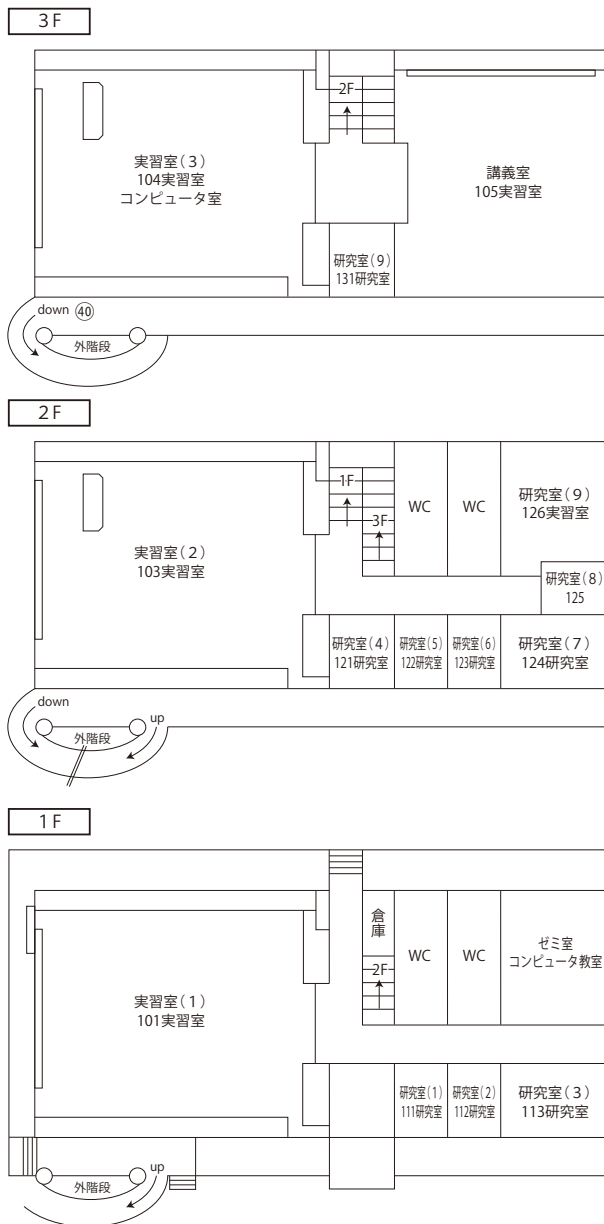 3F
2F
実習室(3)
104実習室
コンピュータ室
講義室
105実習室
研究室(9)
131研究室
down ㊵
外階段
2F
1F
3F
WC
WC
研究室(9)
126実習室
実習室(2)
103実習室
研究室(8)
125
研究室(4)
121研究室
研究室(5)
122研究室
研究室(6)
123研究室
研究室(7)
124研究室
down
up
外階段
1F
倉庫
2F
WC
WC
ゼミ室
コンピュータ教室
実習室(1)
101実習室
研究室(1)
111研究室
研究室(2)
112研究室
研究室(3)
113研究室
up
外階段